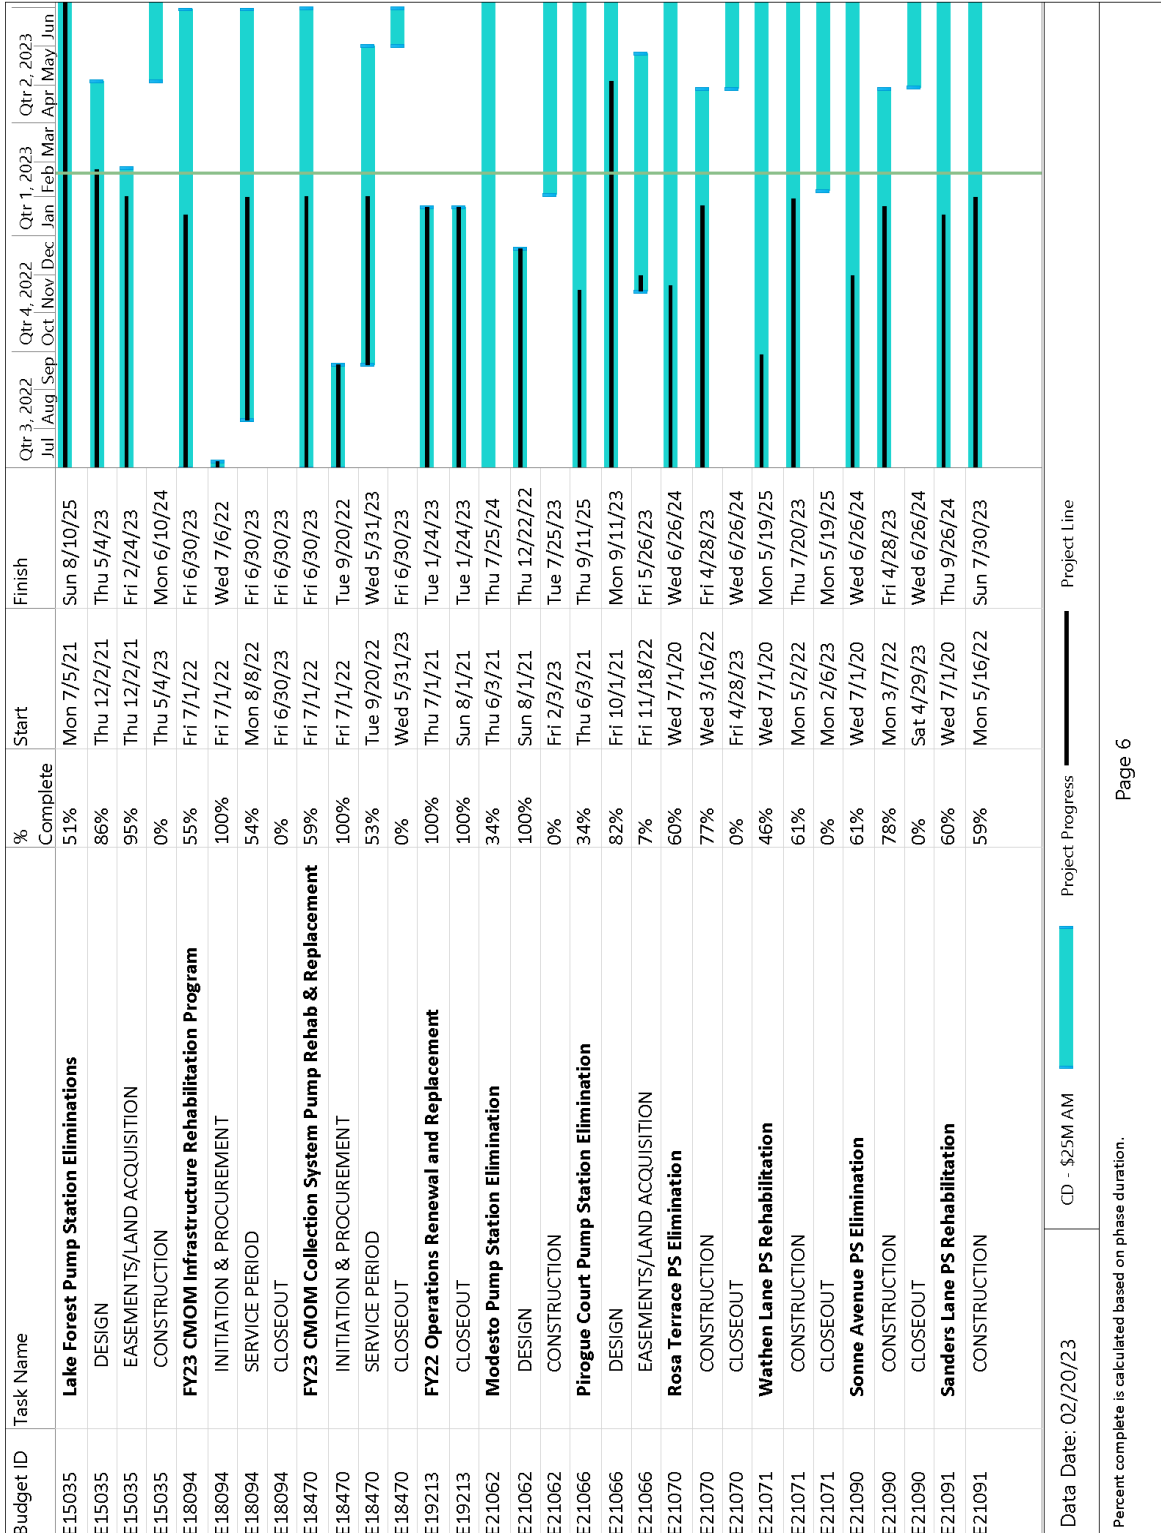 Budget ID Task Name % Complete Start Finish
Qtr 3, 2022 Qtr 4, 2022 Qtr 1, 2023 Qtr 2, 2023
Jul Aug Sep Oct Nov Dec Jan Feb Mar Apr May Jun
E15035 Lake Forest Pump Station Eliminations 51% Mon 7/5/21 Sun 8/10/25
E15035 DESIGN 86% Thu 12/2/21 Thu 5/4/23
E15035 EASEMENTS/LAND ACQUISITION 95% Thu 12/2/21 Fri 2/24/23
E15035 CONSTRUCTION 0% Thu 5/4/23 Mon 6/10/24
E18094 FY23 CMOM Infrastructure Rehabilitation Program 55% Fri 7/1/22 Fri 6/30/23
E18094 INITIATION & PROCUREMENT 100% Fri 7/1/22 Wed 7/6/22
E18094 SERVICE PERIOD 54% Mon 8/8/22 Fri 6/30/23
E18094 CLOSEOUT 0% Fri 6/30/23 Fri 6/30/23
E18470 FY23 CMOM Collection System Pump Rehab & Replacement 59% Fri 7/1/22 Fri 6/30/23
E18470 INITIATION & PROCUREMENT 100% Fri 7/1/22 Tue 9/20/22
E18470 SERVICE PERIOD 53% Tue 9/20/22 Wed 5/31/23
E18470 CLOSEOUT 0% Wed 5/31/23 Fri 6/30/23
E19213 FY22 Operations Renewal and Replacement 100% Thu 7/1/21 Tue 1/24/23
E19213 CLOSEOUT 100% Sun 8/1/21 Tue 1/24/23
E21062 Modesto Pump Station Elimination 34% Thu 6/3/21 Thu 7/25/24
E21062 DESIGN 100% Sun 8/1/21 Thu 12/22/22
E21062 CONSTRUCTION 0% Fri 2/3/23 Tue 7/25/23
E21066 Pirogue Court Pump Station Elimination 34% Thu 6/3/21 Thu 9/11/25
E21066 DESIGN 82% Fri 10/1/21 Mon 9/11/23
E21066 EASEMENTS/LAND ACQUISITION 7% Fri 11/18/22 Fri 5/26/23
E21070 Rosa Terrace PS Elimination 60% Wed 7/1/20 Wed 6/26/24
E21070 CONSTRUCTION 77% Wed 3/16/22 Fri 4/28/23
E21070 CLOSEOUT 0% Fri 4/28/23 Wed 6/26/24
E21071 Wathen Lane PS Rehabilitation 46% Wed 7/1/20 Mon 5/19/25
E21071 CONSTRUCTION 61% Mon 5/2/22 Thu 7/20/23
E21071 CLOSEOUT 0% Mon 2/6/23 Mon 5/19/25
E21090 Sonne Avenue PS Elimination 61% Wed 7/1/20 Wed 6/26/24
E21090 CONSTRUCTION 78% Mon 3/7/22 Fri 4/28/23
E21090 CLOSEOUT 0% Sat 4/29/23 Wed 6/26/24
E21091 Sanders Lane PS Rehabilitation 60% Wed 7/1/20 Thu 9/26/24
E21091 CONSTRUCTION 59% Mon 5/16/22 Sun 7/30/23
Data Date: 02/20/23 CD - $25M AM Project Progress Project Line
Page 6
Percent complete is calculated based on phase duration.